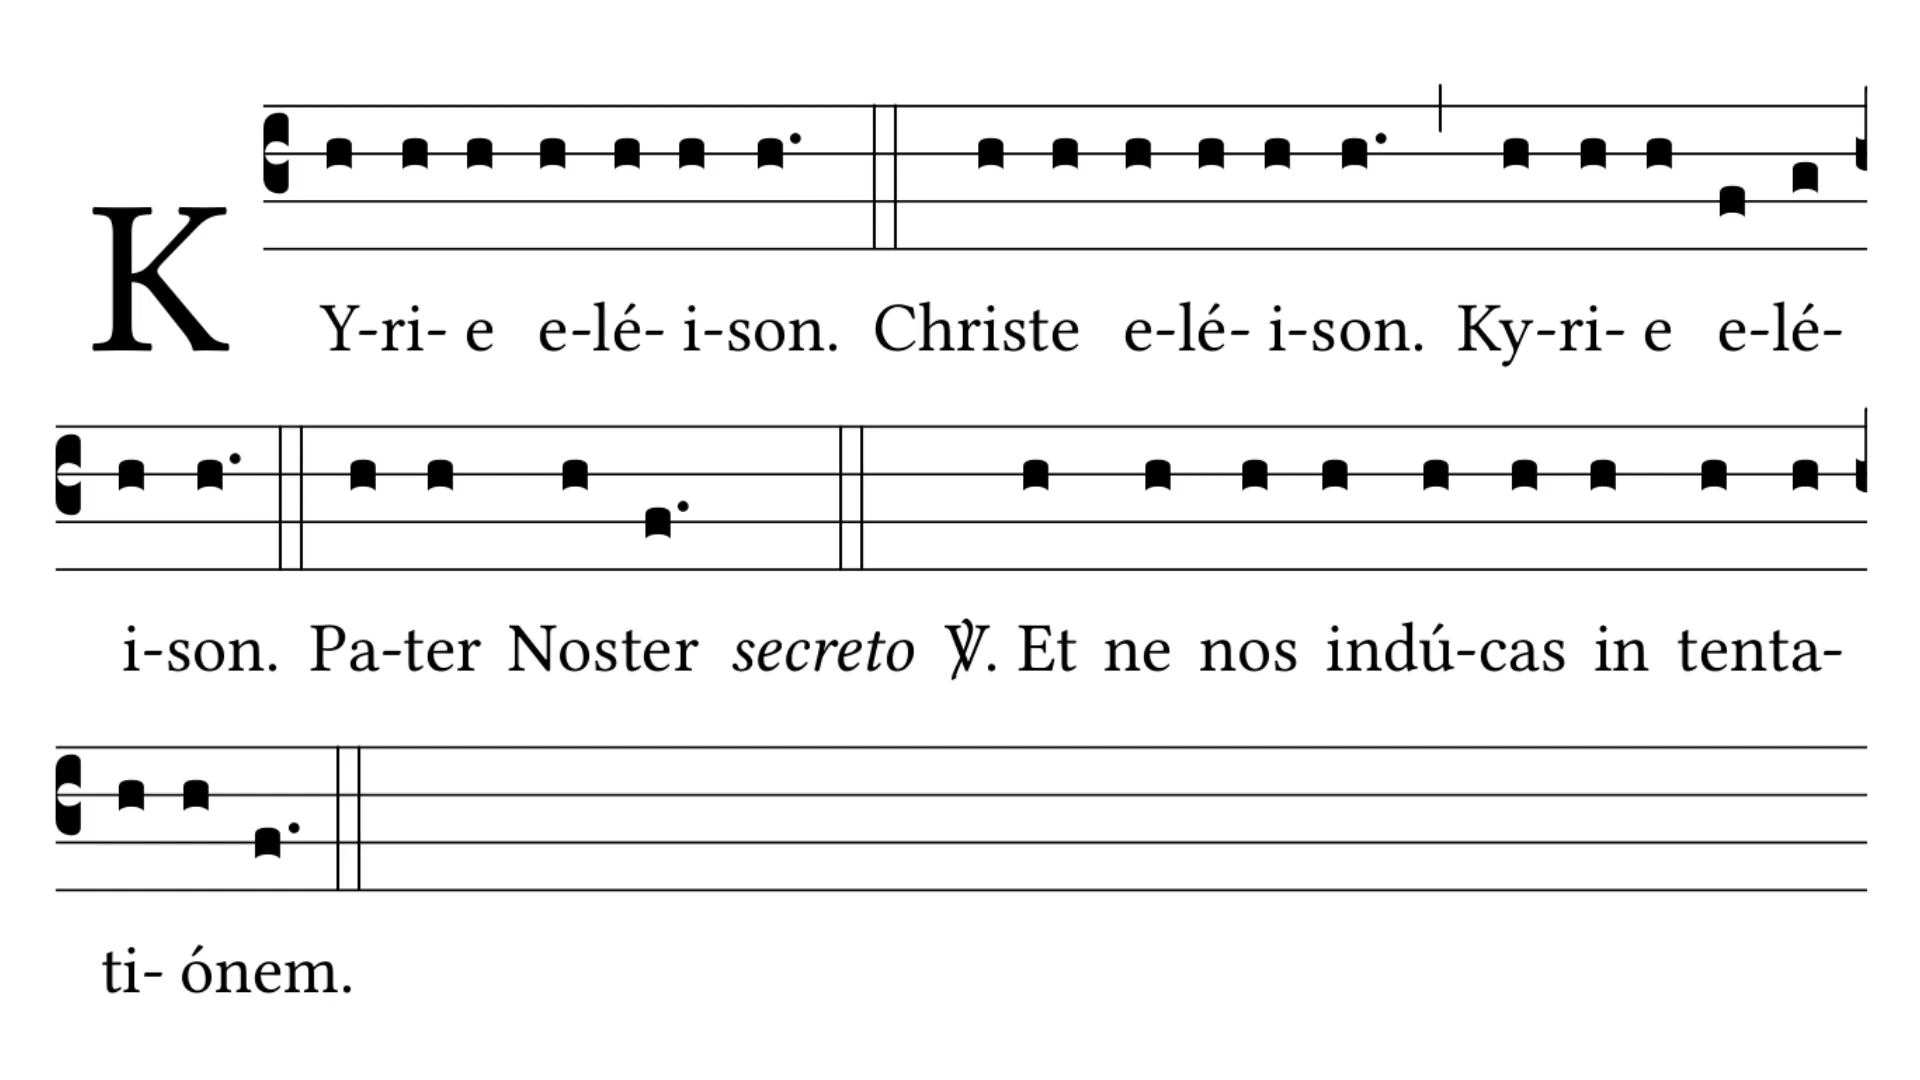 KY-ri- e e-lé- i-son. Christe e-lé- i-son. Ky-ri- e e-lé-
i-son. Pa-ter Noster secreto ℣. Et ne nos indú-cas in tenta-
ti- ónem.